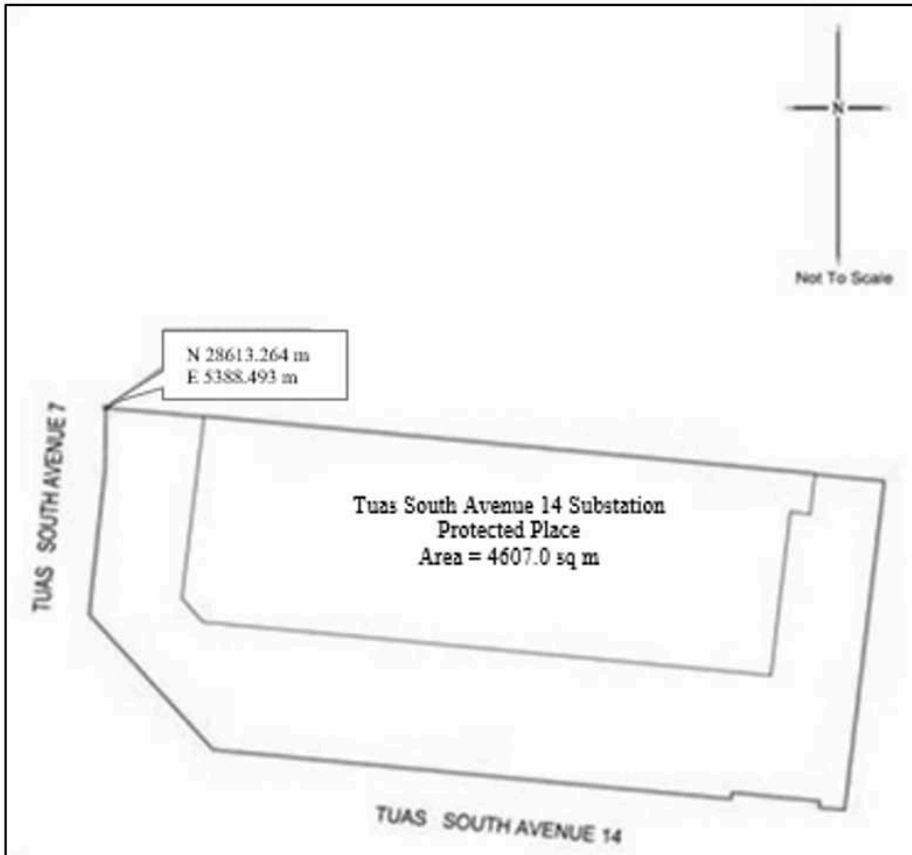 N
Not To Scale
N 28613.264 m
E 5388.493 m
TUAS SOUTH AVENUE 7
Tuas South Avenue 14 Substation
Protected Place
Area = 4607.0 sq m
TUAS SOUTH AVENUE 14